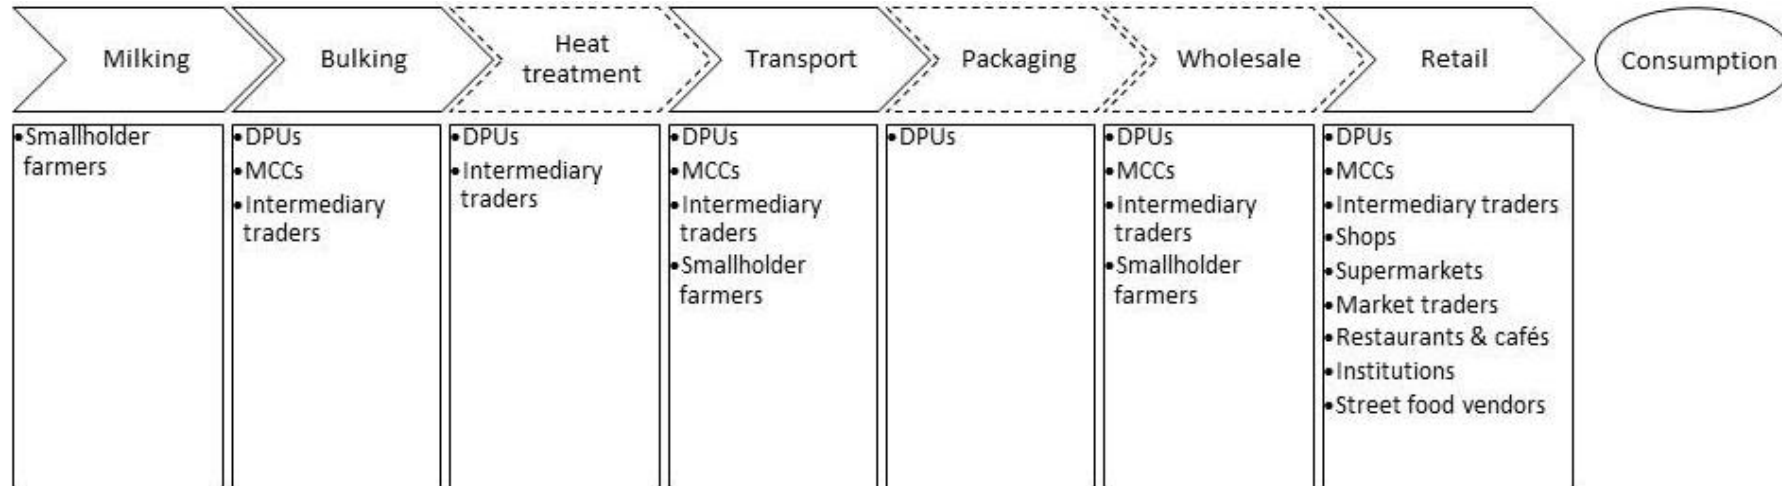 Milking
Bulking
Heat
treatment
Transport
Packaging
Wholesale
Retail
Consumption
•Smallholder
farmers
•DPUs
•MCCs
•Intermediary
traders
•DPUs
•Intermediary
traders
•DPUs
•MCCs
•Intermediary
traders
•Smallholder
farmers
•DPUs
•DPUs
•MCCs
•Intermediary
traders
•Smallholder
farmers
•DPUs
•MCCs
•Intermediary traders
•Shops
•Supermarkets
•Market traders
•Restaurants & cafés
•Institutions
•Street food vendors